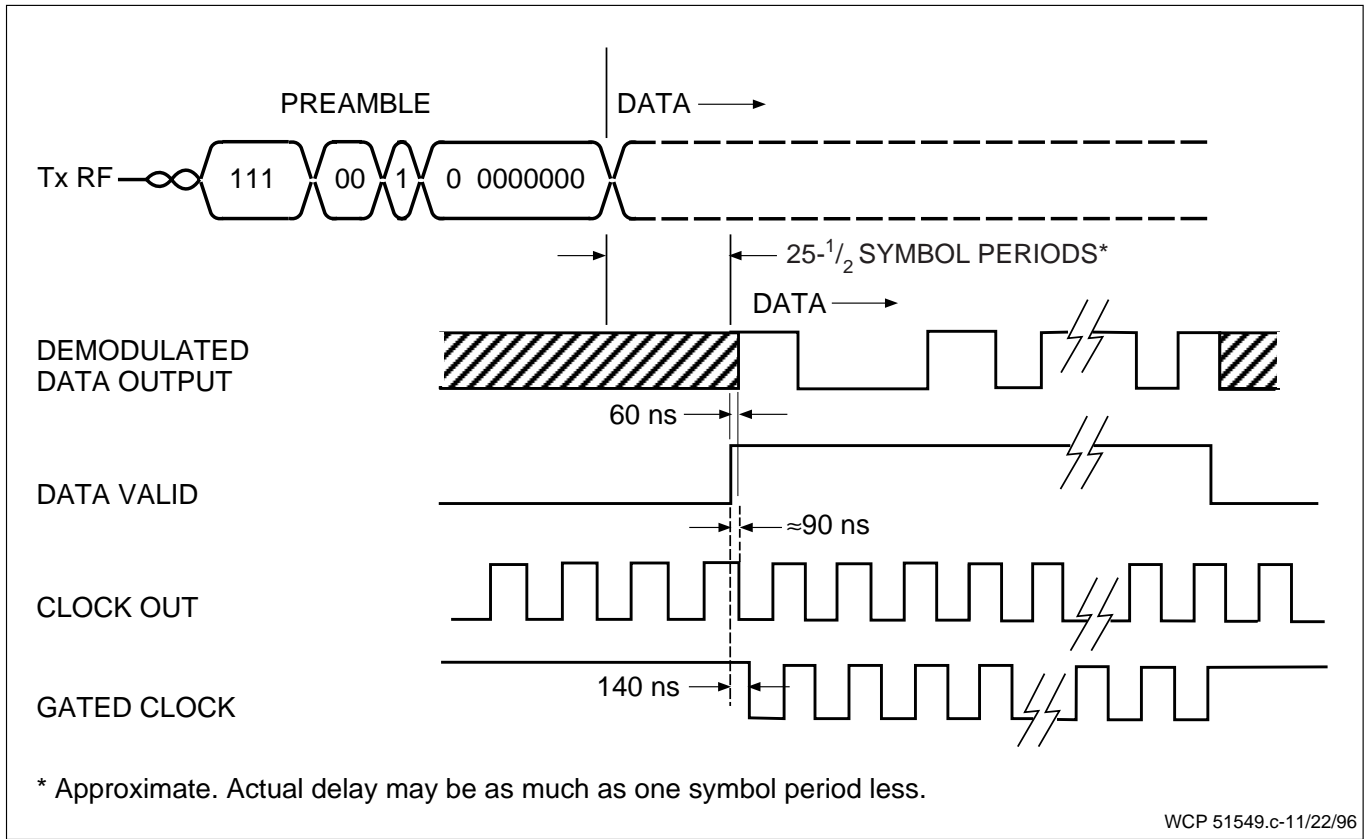 PREAMBLE
DATA
Tx RF
111
00
1
0 0000000
25-1/2 SYMBOL PERIODS*
DATA
DEMODULATED
DATA OUTPUT
60 ns
DATA VALID
≈90 ns
CLOCK OUT
140 ns
GATED CLOCK
* Approximate. Actual delay may be as much as one symbol period less.
WCP 51549.c-11/22/96